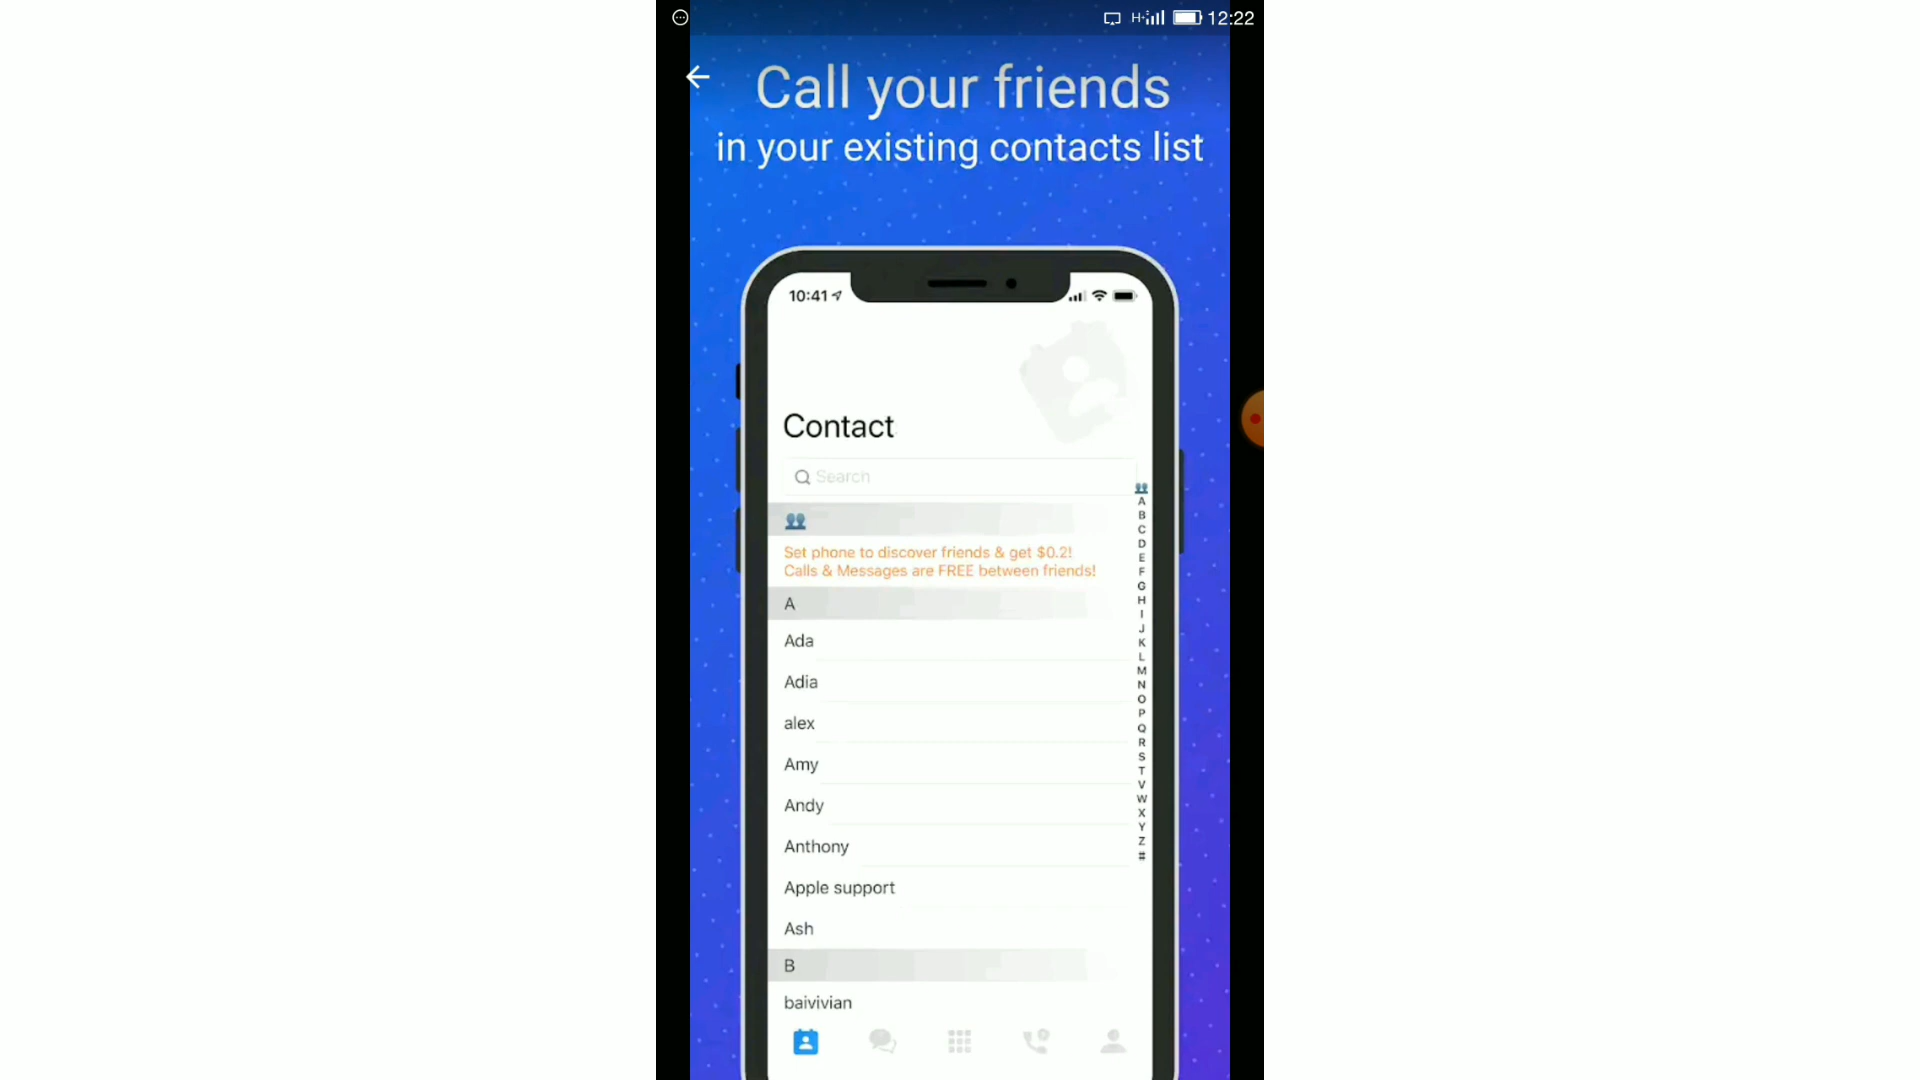 H+ 12:22
Call your friends
in your existing contacts list
10:41
Contact
Search
Set phone to discover friends & get $0.2!
Calls & Messages are FREE between friends!
A
Ada
Adia
alex
Amy
Andy
Anthony
Apple support
Ash
B
baivivian
A
B
C
D
E
F
G
H
I
J
K
L
M
N
O
P
Q
R
S
T
V
W
X
Y
Z
#